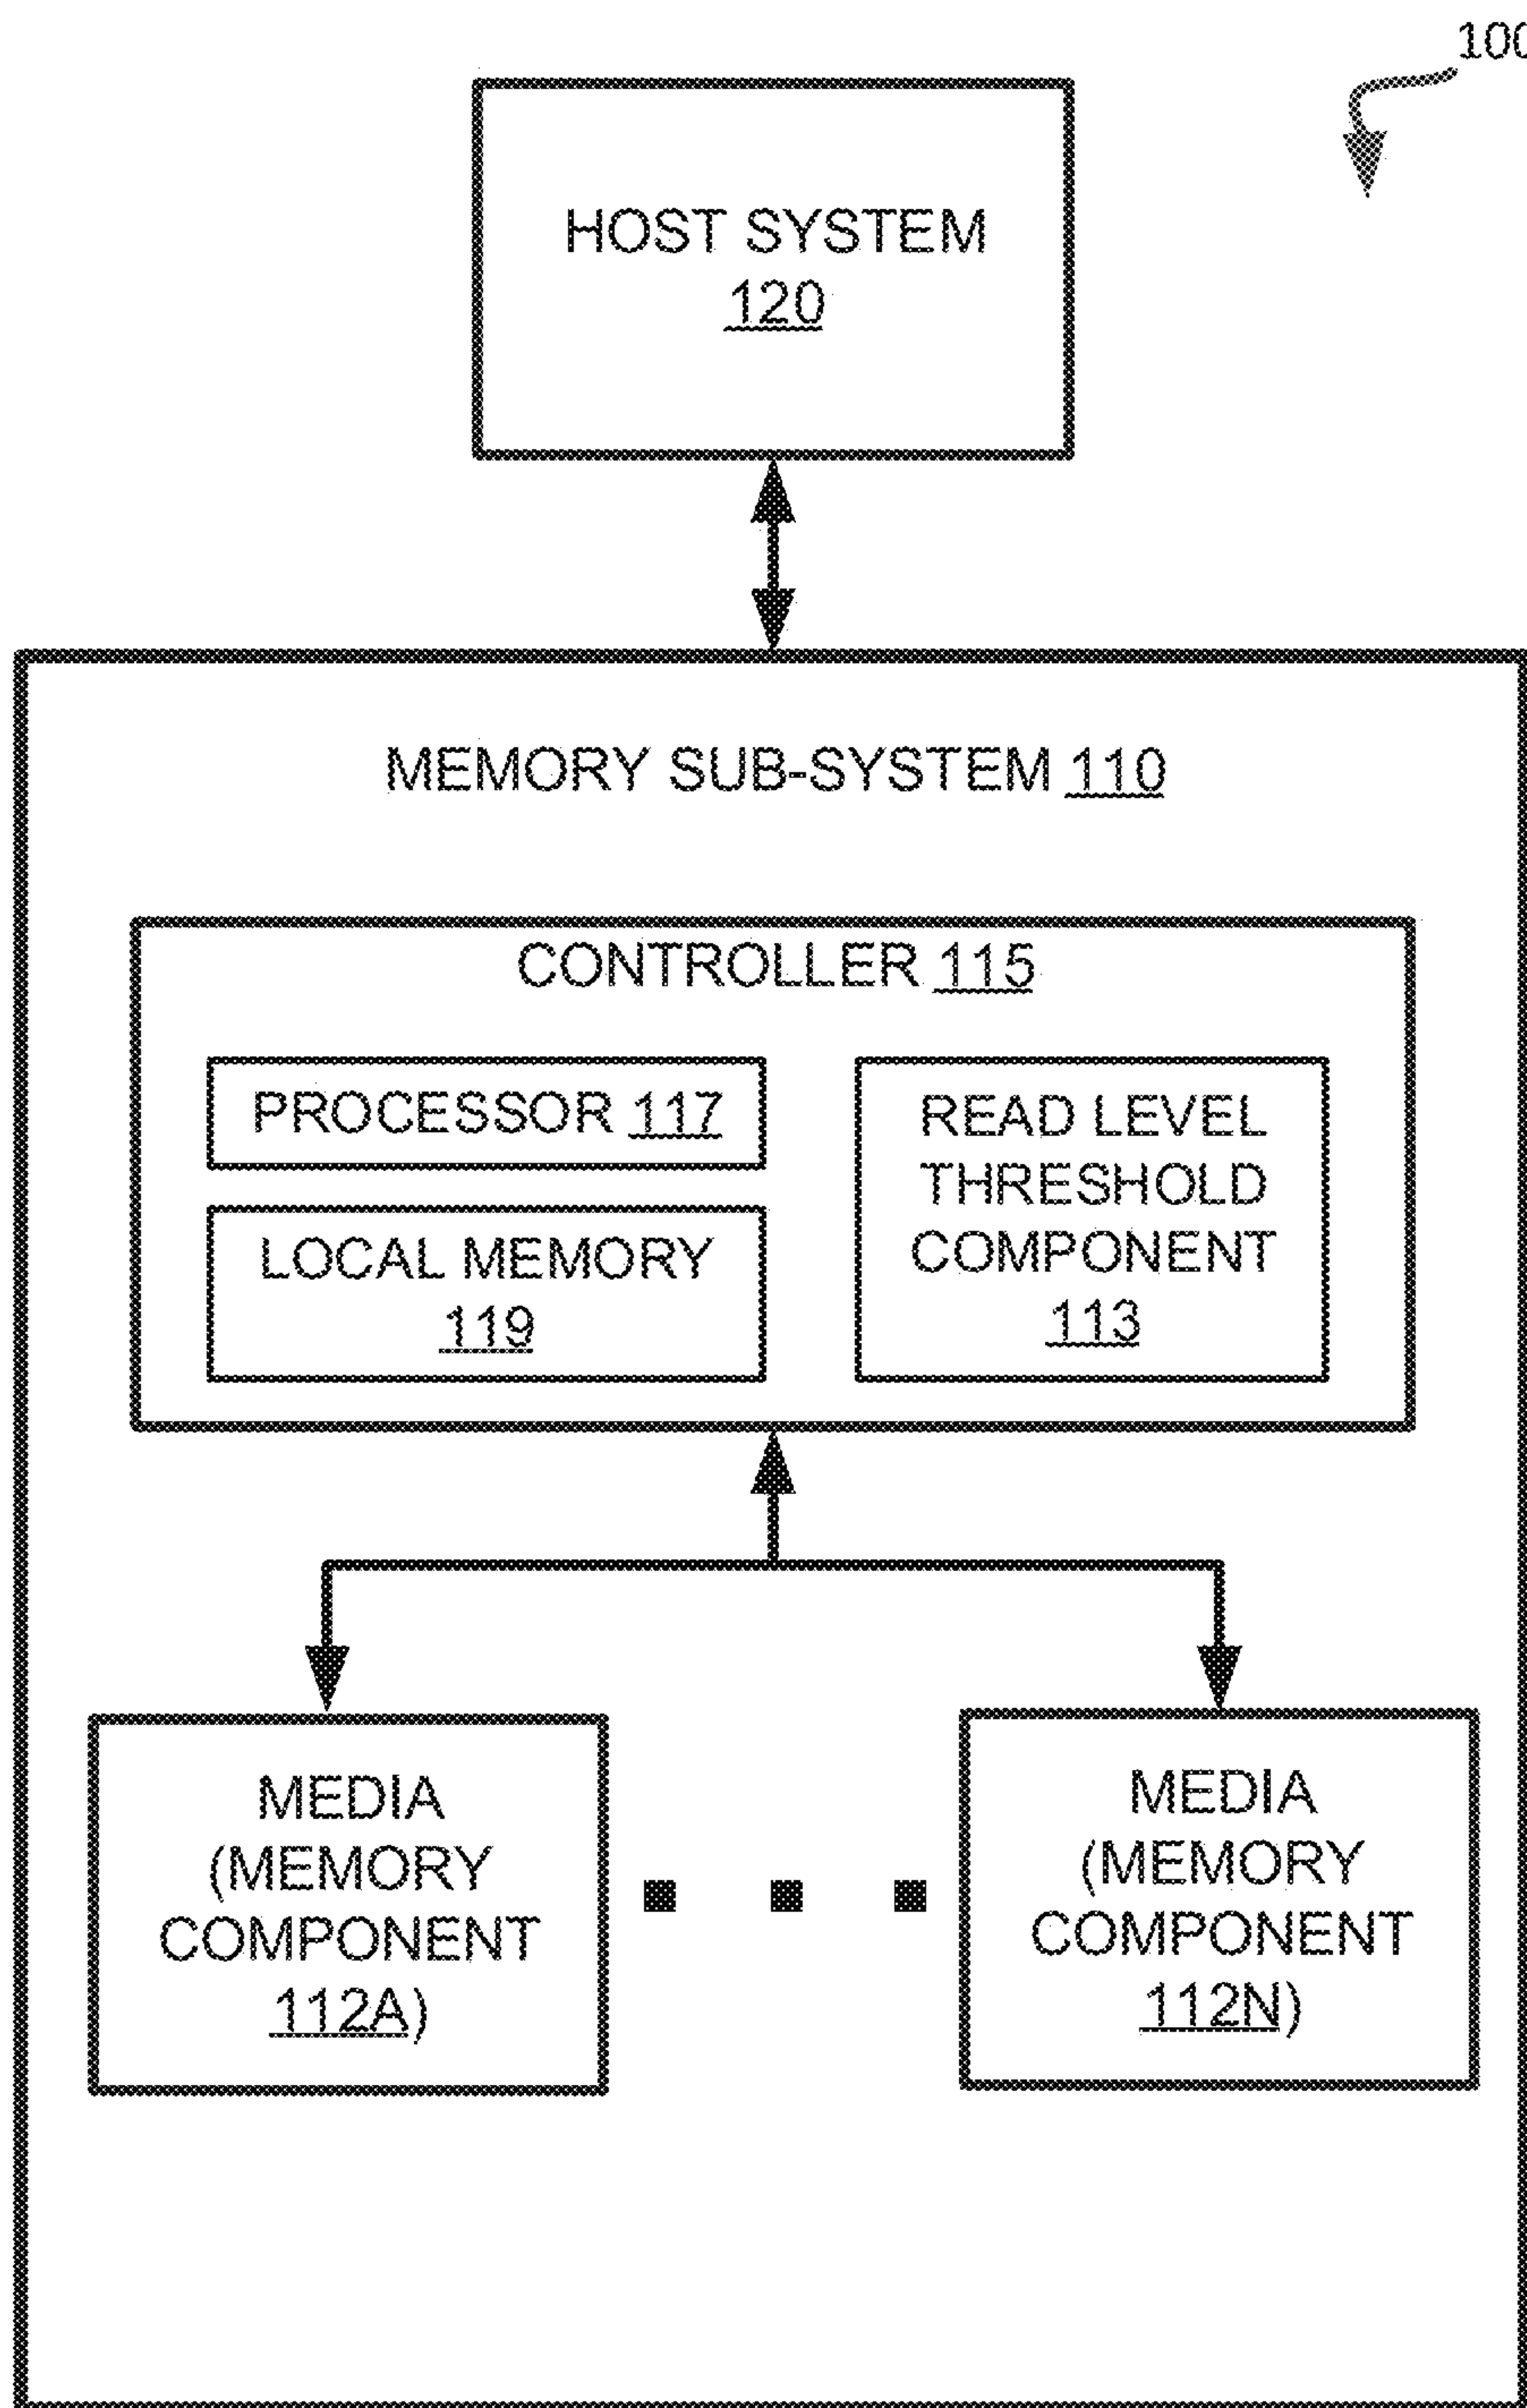 100
HOST SYSTEM
120
MEMORY SUB-SYSTEM 110
CONTROLLER 115
PROCESSOR 117
LOCAL MEMORY
119
READ LEVEL
THRESHOLD
COMPONENT
113
MEDIA
(MEMORY
COMPONENT
112A)
MEDIA
(MEMORY
COMPONENT
112N)